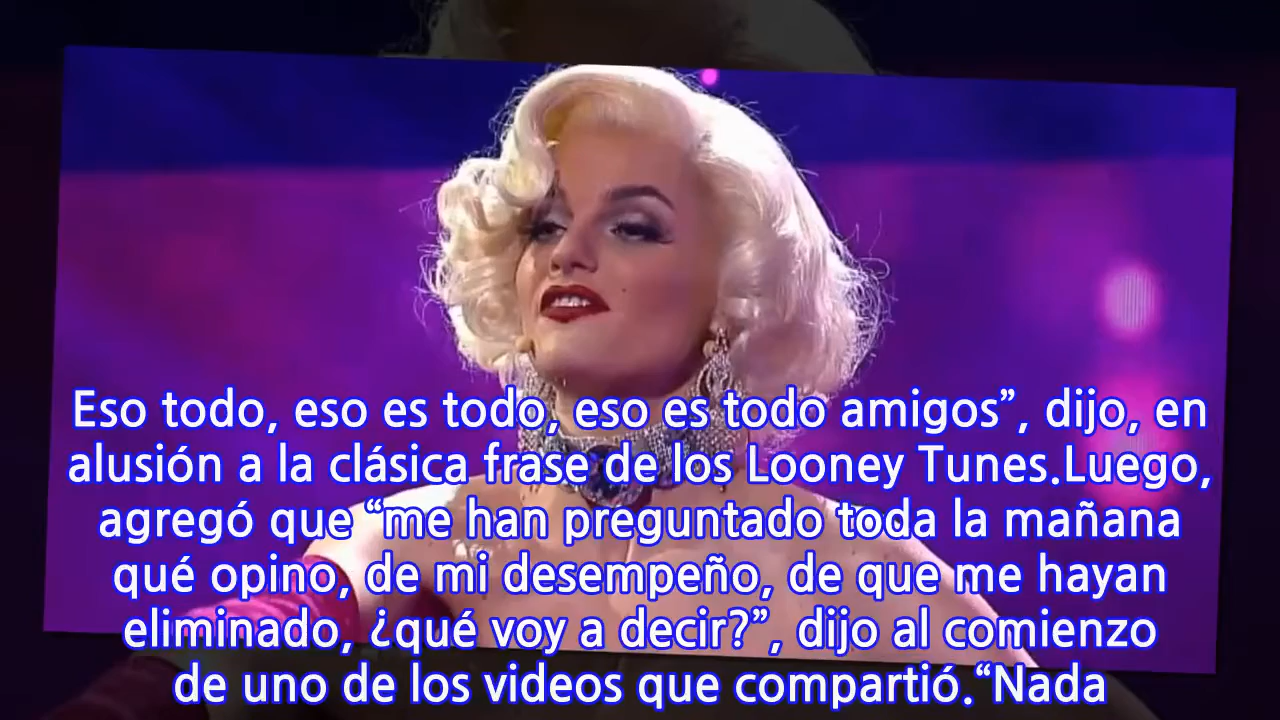 Eso todo, eso es todo, eso es todo amigos”, dijo, en
alusión a la clásica frase de los Looney Tunes.Luego,
agregó que “me han preguntado toda la mañana
qué opino, de mi desempeño, de que me hayan
eliminado, ¿qué voy a decir?”, dijo al comienzo
de uno de los videos que compartió.“Nada